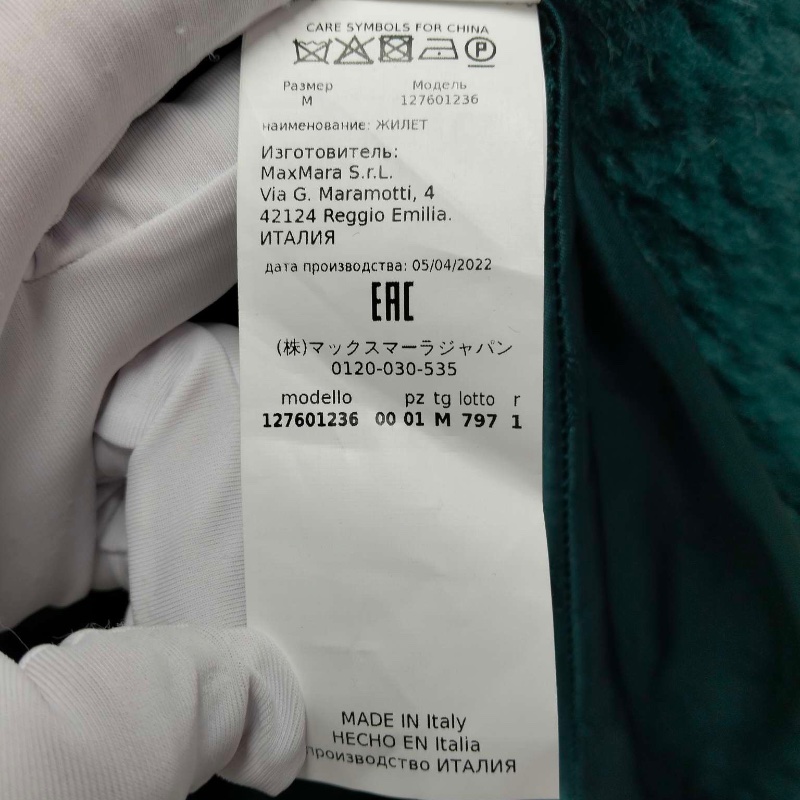 CARE SYMBOLS FOR CHINA
P
Размер Модель
M 127601236
наименование: ЖИЛЕТ
Изготовитель:
MaxMara S.r.L.
Via G. Maramotti, 4
42124 Reggio Emilia.
ИТАЛИЯ
дата производства: 05/04/2022
EAC
(株)マックスマーラジャパン
0120-030-535
modello pz tg lotto r
127601236 00 01 M 797 1
MADE IN Italy
HECHO EN Italia
производство ИТАЛИЯ